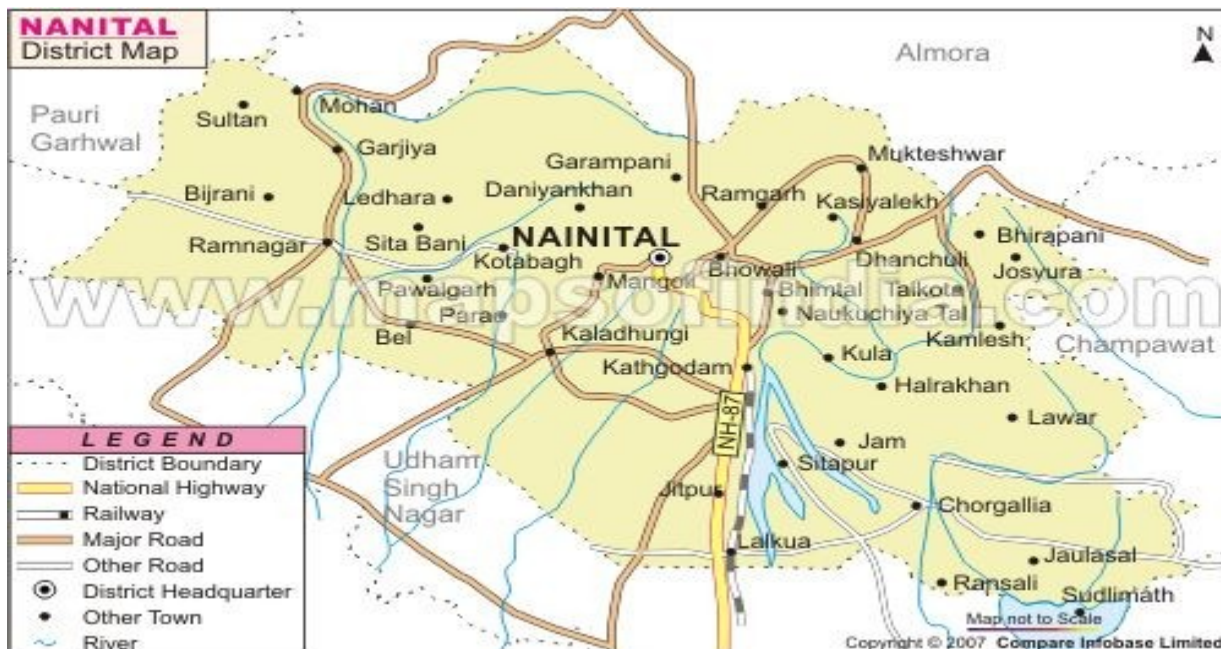 NANITAL
District Map
N
Almora
Pauri
Garhwal
Sultan
Mohan
Garjiya
Garampani
Mukteshwar
Bijrani
Ledhara
Daniyankhan
Ramgarh
Kasiyalekh
Ramnagar
Sita Bani
NAINITAL
Bhirapani
Kotabagh
Mangoli
Bhowali
Dhanchuli
Josyura
www.mapsofindia.com
Pawalgarh
Bhimtal
Talkota
Parao
Naukuchiya Tal
Bel
Kaladhungi
Kamlesh
Champawat
Kathgodam
Kula
Halrakhan
NH-87
Lawar
Jam
Udham
Singh
Nagar
Sitapur
Jitpur
Chorgallia
Lalkua
Jaulasal
Ransali
Sudlimáth
LEGEND
District Boundary
National Highway
Railway
Major Road
Other Road
District Headquarter
Other Town
River
Map not to Scale
Copyright © 2007 Compare Infobase Limited